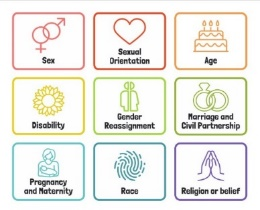 Sex
Sexual
Orientation
Age
Disability
Gender
Reassignment
Marriage and
Civil Partnership
Pregnancy
and Maternity
Race
Religion or belief